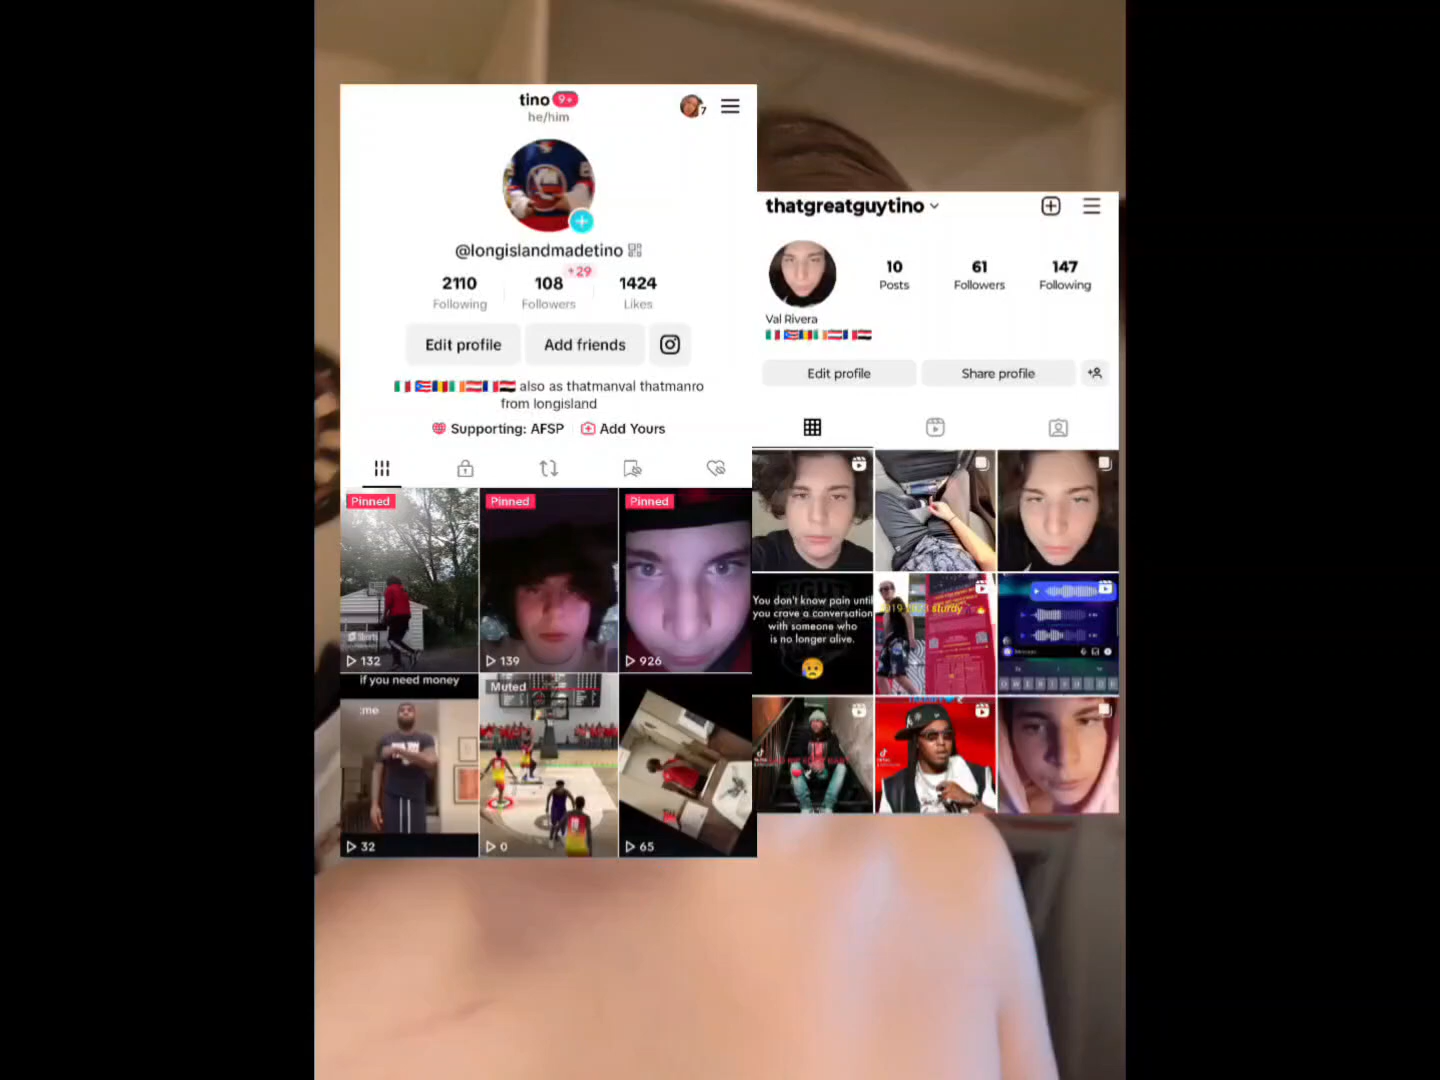 tino 9+
he/him
7
@longislandmadetino
+29
2110 108 1424
Following Followers Likes
Edit profile Add friends
also as thatmanval thatmanro
from longisland
Supporting: AFSP Add Yours
Pinned
Pinned
Pinned
132
139
926
if you need money
:me
Muted
32
0
65
thatgreatguytino
10 61 147
Posts Followers Following
Val Rivera
Edit profile Share profile
You don't know pain until
you crave a conversation
with someone who
is no longer alive.
sturdy